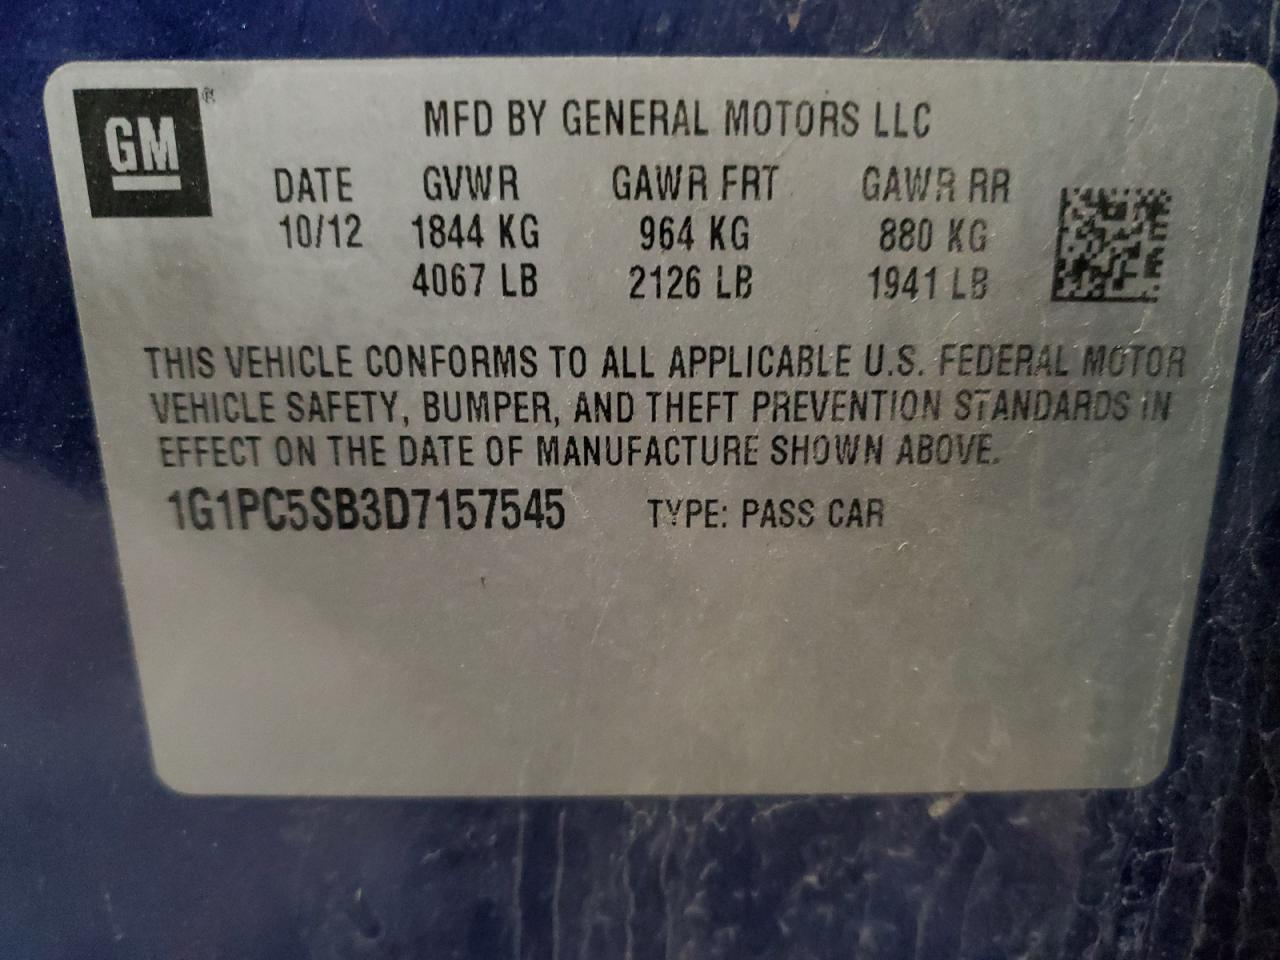 GM®
MFD BY GENERAL MOTORS LLC
DATE GVWR GAWR FRT GAWR RR
10/12 1844 KG 964 KG 880 KG
4067 LB 2126 LB 1941 LB
THIS VEHICLE CONFORMS TO ALL APPLICABLE U.S. FEDERAL MOTOR
VEHICLE SAFETY, BUMPER, AND THEFT PREVENTION STANDARDS IN
EFFECT ON THE DATE OF MANUFACTURE SHOWN ABOVE.
1G1PC5SB3D7157545 TYPE: PASS CAR